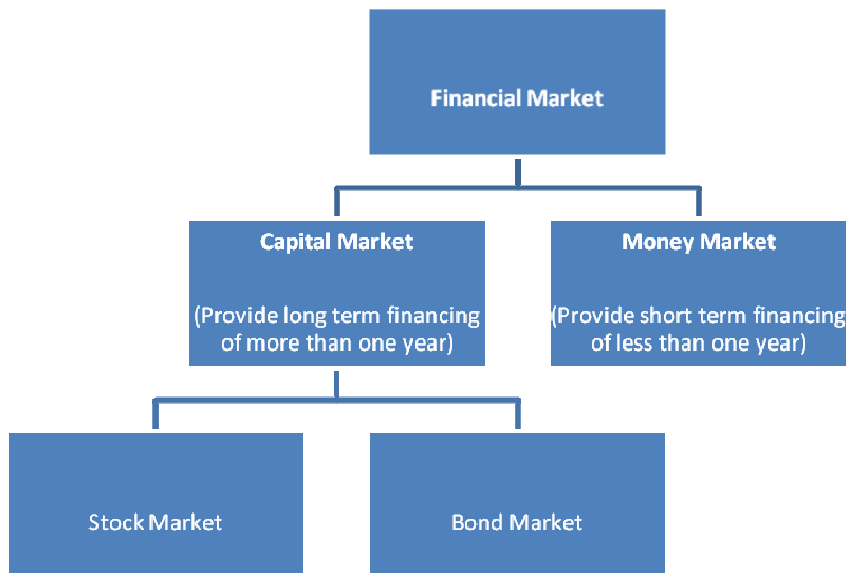 Financial Market
Capital Market
(Provide long term financing
of more than one year)
Money Market
(Provide short term financing
of less than one year)
Stock Market
Bond Market